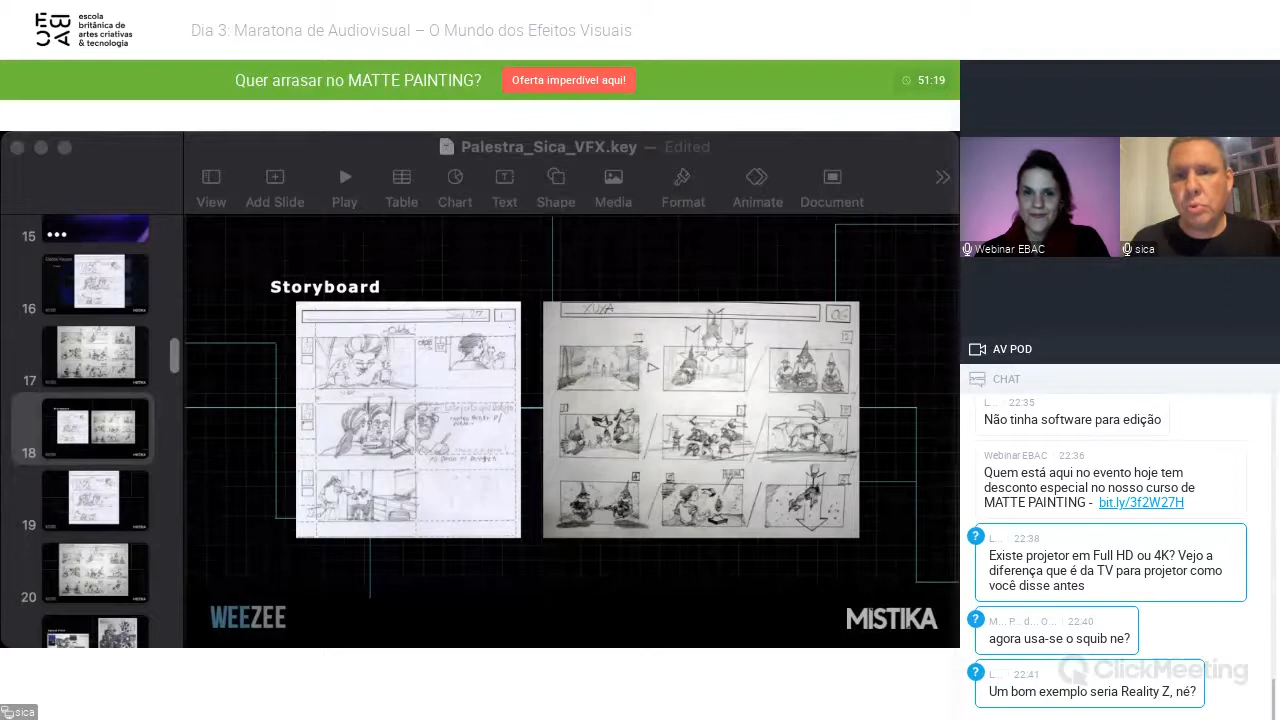 EBAC
escola
britânica de
artes criativas
& tecnologia
Dia 3: Maratona de Audiovisual – O Mundo dos Efeitos Visuais
Quer arrasar no MATTE PAINTING?
Oferta imperdível aqui!
51:19
Palestra_Sica_VFX.key — Edited
View
Add Slide
Play
Table
Chart
Text
Shape
Media
Format
Animate
Document
15
16
17
18
19
20
Storyboard
XUXA
WEEZEE
MISTIKA
sica
Webinar EBAC
sica
AV POD
CHAT
L... 22:35
Não tinha software para edição
Webinar EBAC 22:36
Quem está aqui no evento hoje tem
desconto especial no nosso curso de
MATTE PAINTING - bit.ly/3f2W27H
?
L... 22:38
Existe projetor em Full HD ou 4K? Vejo a
diferença que é da TV para projetor como
você disse antes
?
M... P... d... O... 22:40
agora usa-se o squib ne?
?
L... 22:41
Um bom exemplo seria Reality Z, né?
ClickMeeting